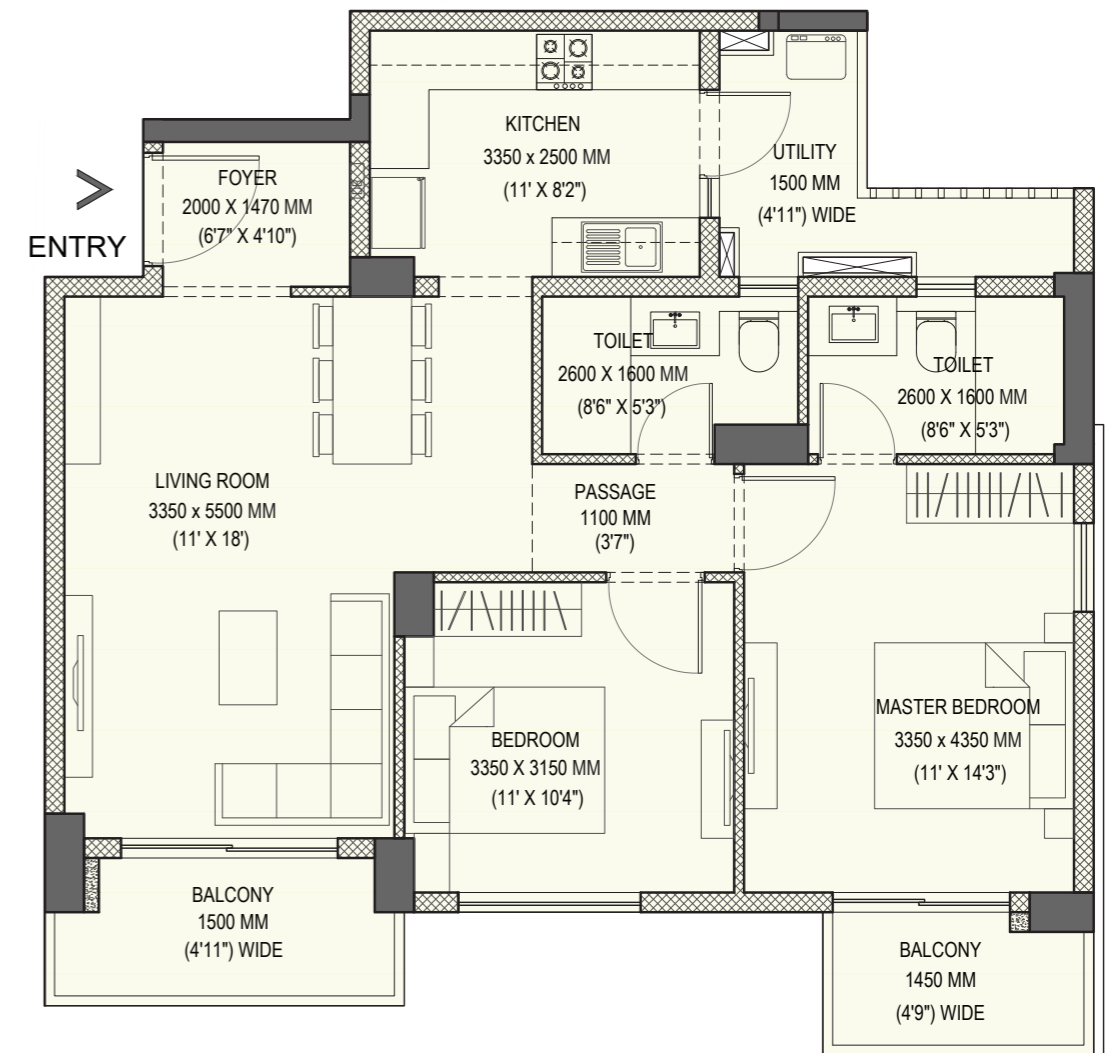 KITCHEN
3350 x 2500 MM
(11' X 8'2")
UTILITY
1500 MM
(4'11") WIDE
FOYER
2000 X 1470 MM
(6'7" X 4'10")
ENTRY
TOILET
2600 X 1600 MM
(8'6" X 5'3")
TOILET
2600 X 1600 MM
(8'6" X 5'3")
LIVING ROOM
3350 x 5500 MM
(11' X 18')
PASSAGE
1100 MM
(3'7")
BEDROOM
3350 X 3150 MM
(11' X 10'4")
MASTER BEDROOM
3350 x 4350 MM
(11' X 14'3")
BALCONY
1500 MM
(4'11") WIDE
BALCONY
1450 MM
(4'9") WIDE